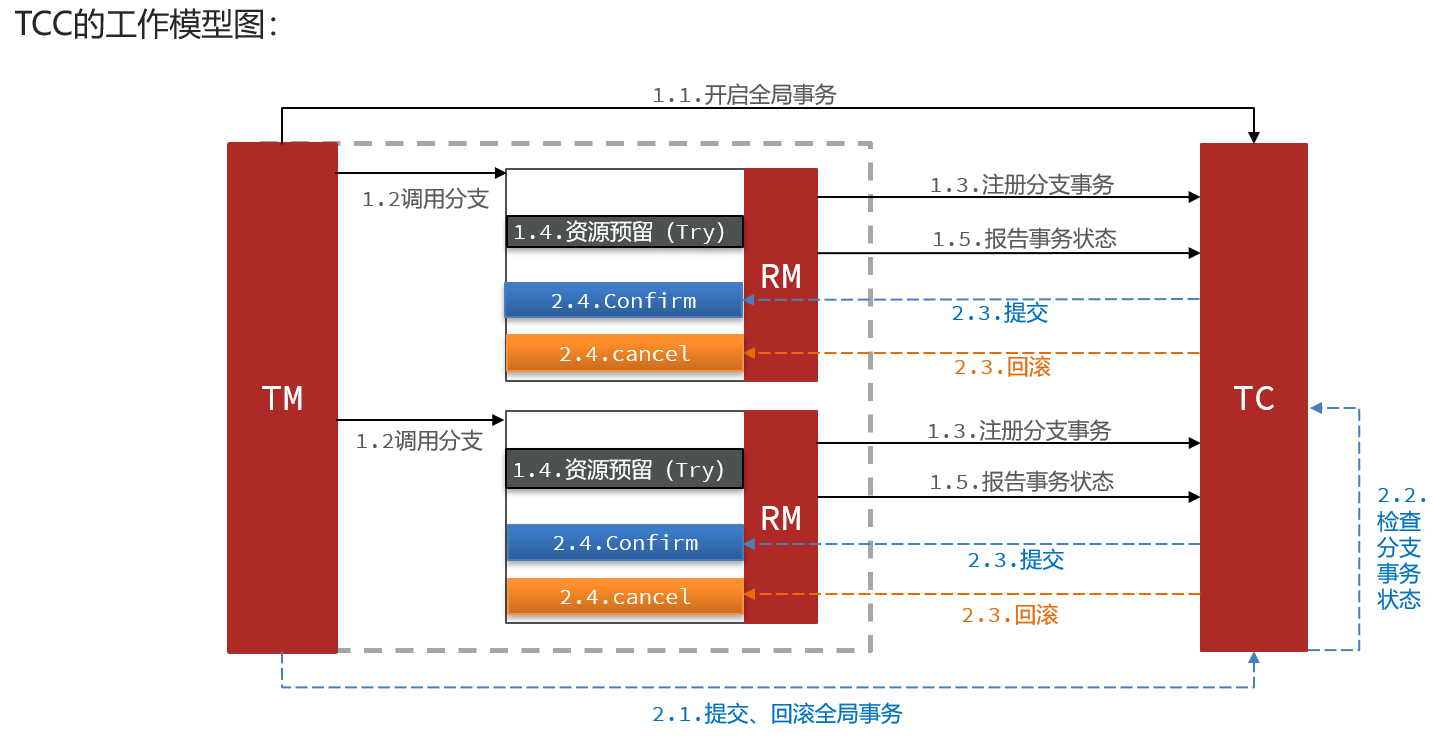 TCC的工作模型图：
1.1.开启全局事务
1.2调用分支
1.3.注册分支事务
1.4.资源预留（Try）
1.5.报告事务状态
RM
2.4.Confirm
2.3.提交
2.4.cancel
2.3.回滚
TM
TC
1.2调用分支
1.3.注册分支事务
1.4.资源预留（Try）
1.5.报告事务状态
RM
2.4.Confirm
2.3.提交
2.4.cancel
2.3.回滚
2.2.
检查
分支
事务
状态
2.1.提交、回滚全局事务